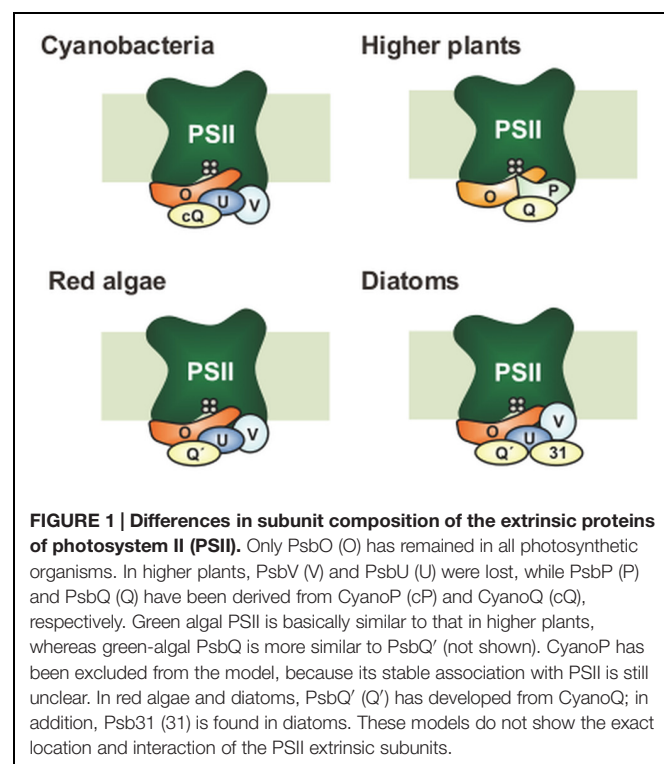 Cyanobacteria
Higher plants
PSII
O
U
V
cQ
PSII
O
P
Q
Red algae
Diatoms
PSII
O
U
V
Q´
PSII
O
V
U
Q´
31
FIGURE 1 | Differences in subunit composition of the extrinsic proteins
of photosystem II (PSII). Only PsbO (O) has remained in all photosynthetic
organisms. In higher plants, PsbV (V) and PsbU (U) were lost, while PsbP (P)
and PsbQ (Q) have been derived from CyanoP (cP) and CyanoQ (cQ),
respectively. Green algal PSII is basically similar to that in higher plants,
whereas green-algal PsbQ is more similar to PsbQ′ (not shown). CyanoP has
been excluded from the model, because its stable association with PSII is still
unclear. In red algae and diatoms, PsbQ′ (Q′) has developed from CyanoQ; in
addition, Psb31 (31) is found in diatoms. These models do not show the exact
location and interaction of the PSII extrinsic subunits.